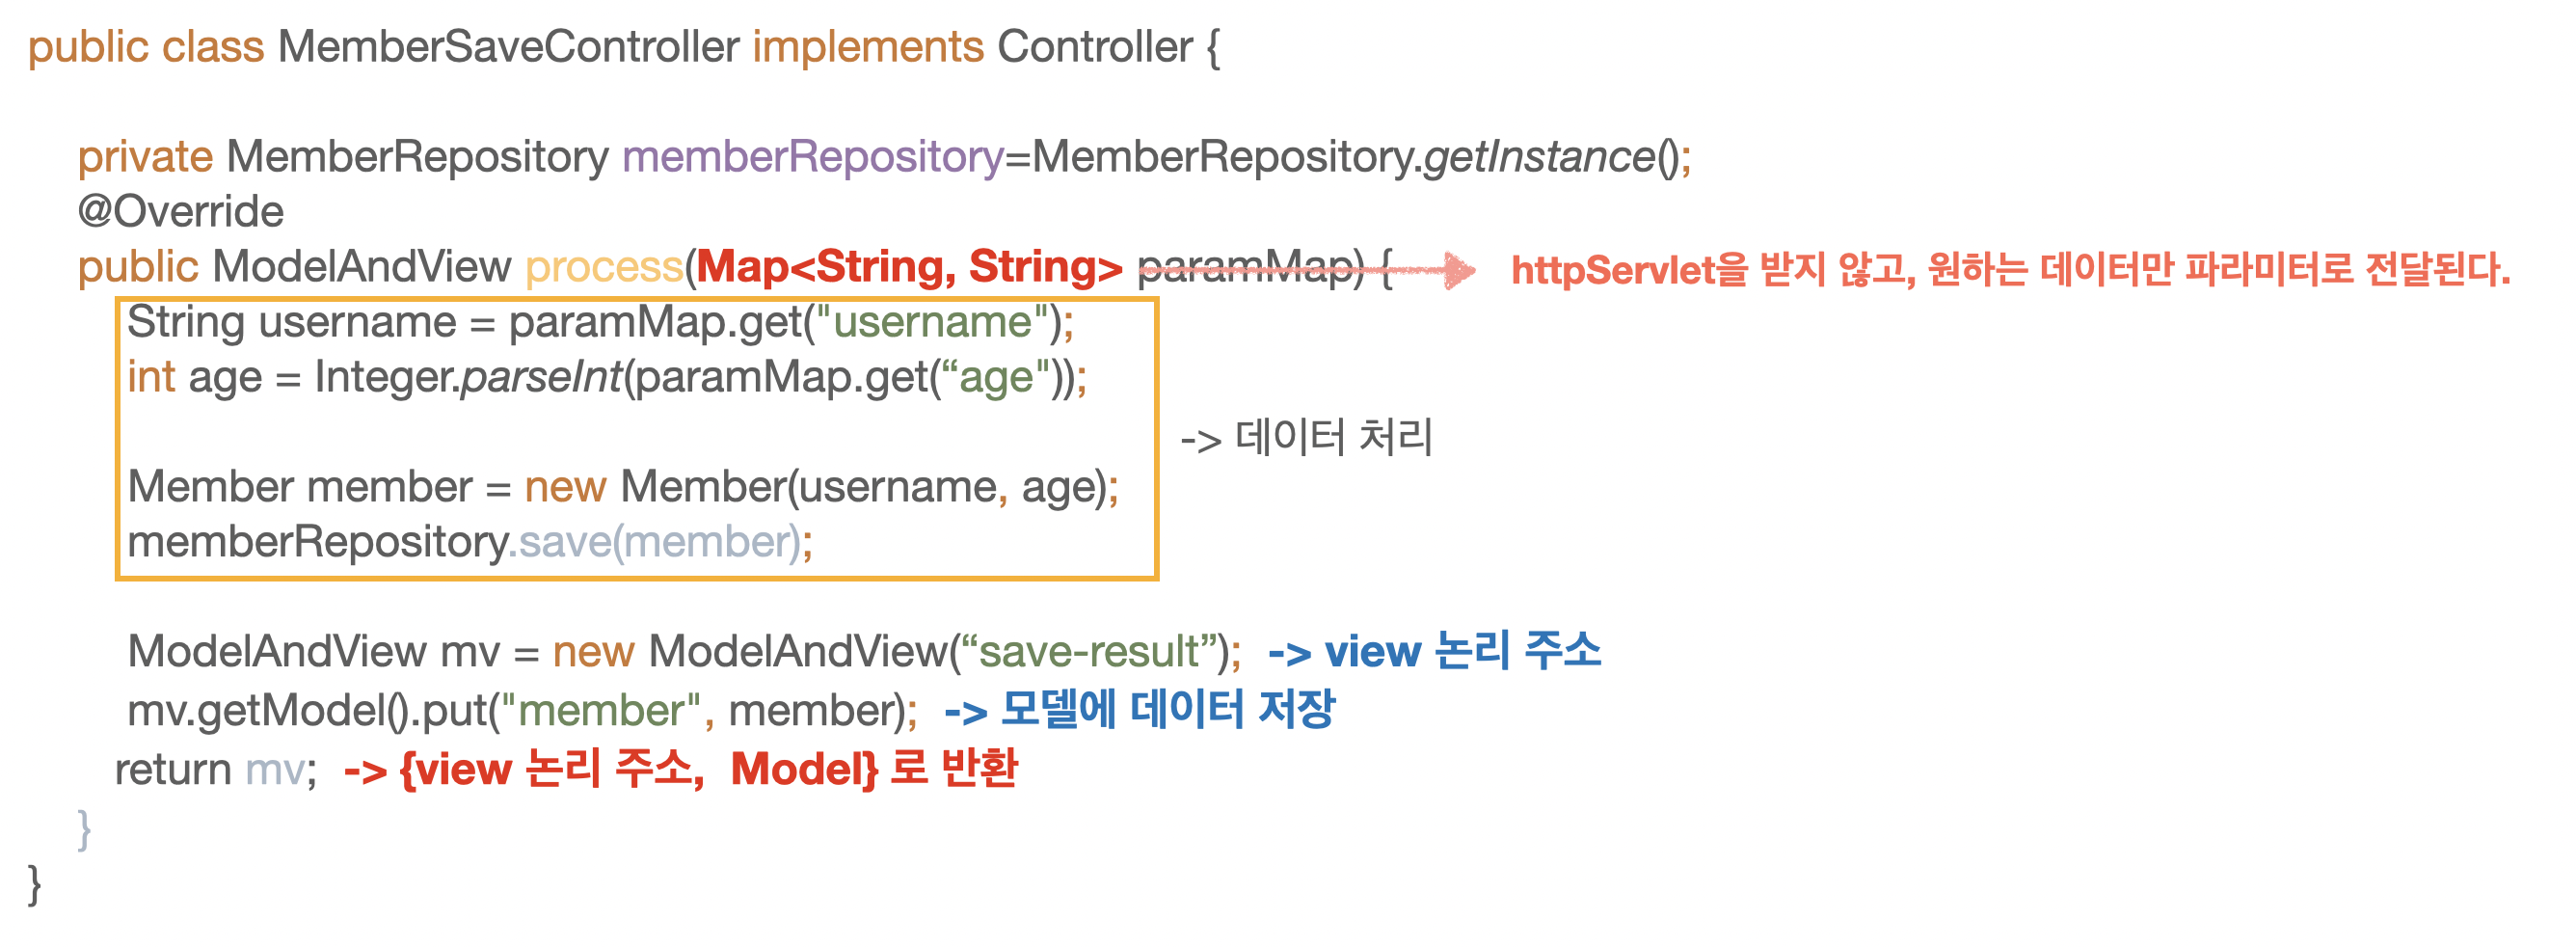 public class MemberSaveController implements Controller {
private MemberRepository memberRepository=MemberRepository.getInstance();
@Override
public ModelAndView process(Map<String, String> paramMap) { httpServlet을 받지 않고, 원하는 데이터만 파라미터로 전달된다.
String username = paramMap.get("username");
int age = Integer.parseInt(paramMap.get(“age"));
-> 데이터 처리
Member member = new Member(username, age);
memberRepository.save(member);
ModelAndView mv = new ModelAndView(“save-result”); -> view 논리 주소
mv.getModel().put("member", member); -> 모델에 데이터 저장
return mv; -> {view 논리 주소, Model} 로 반환
}
}